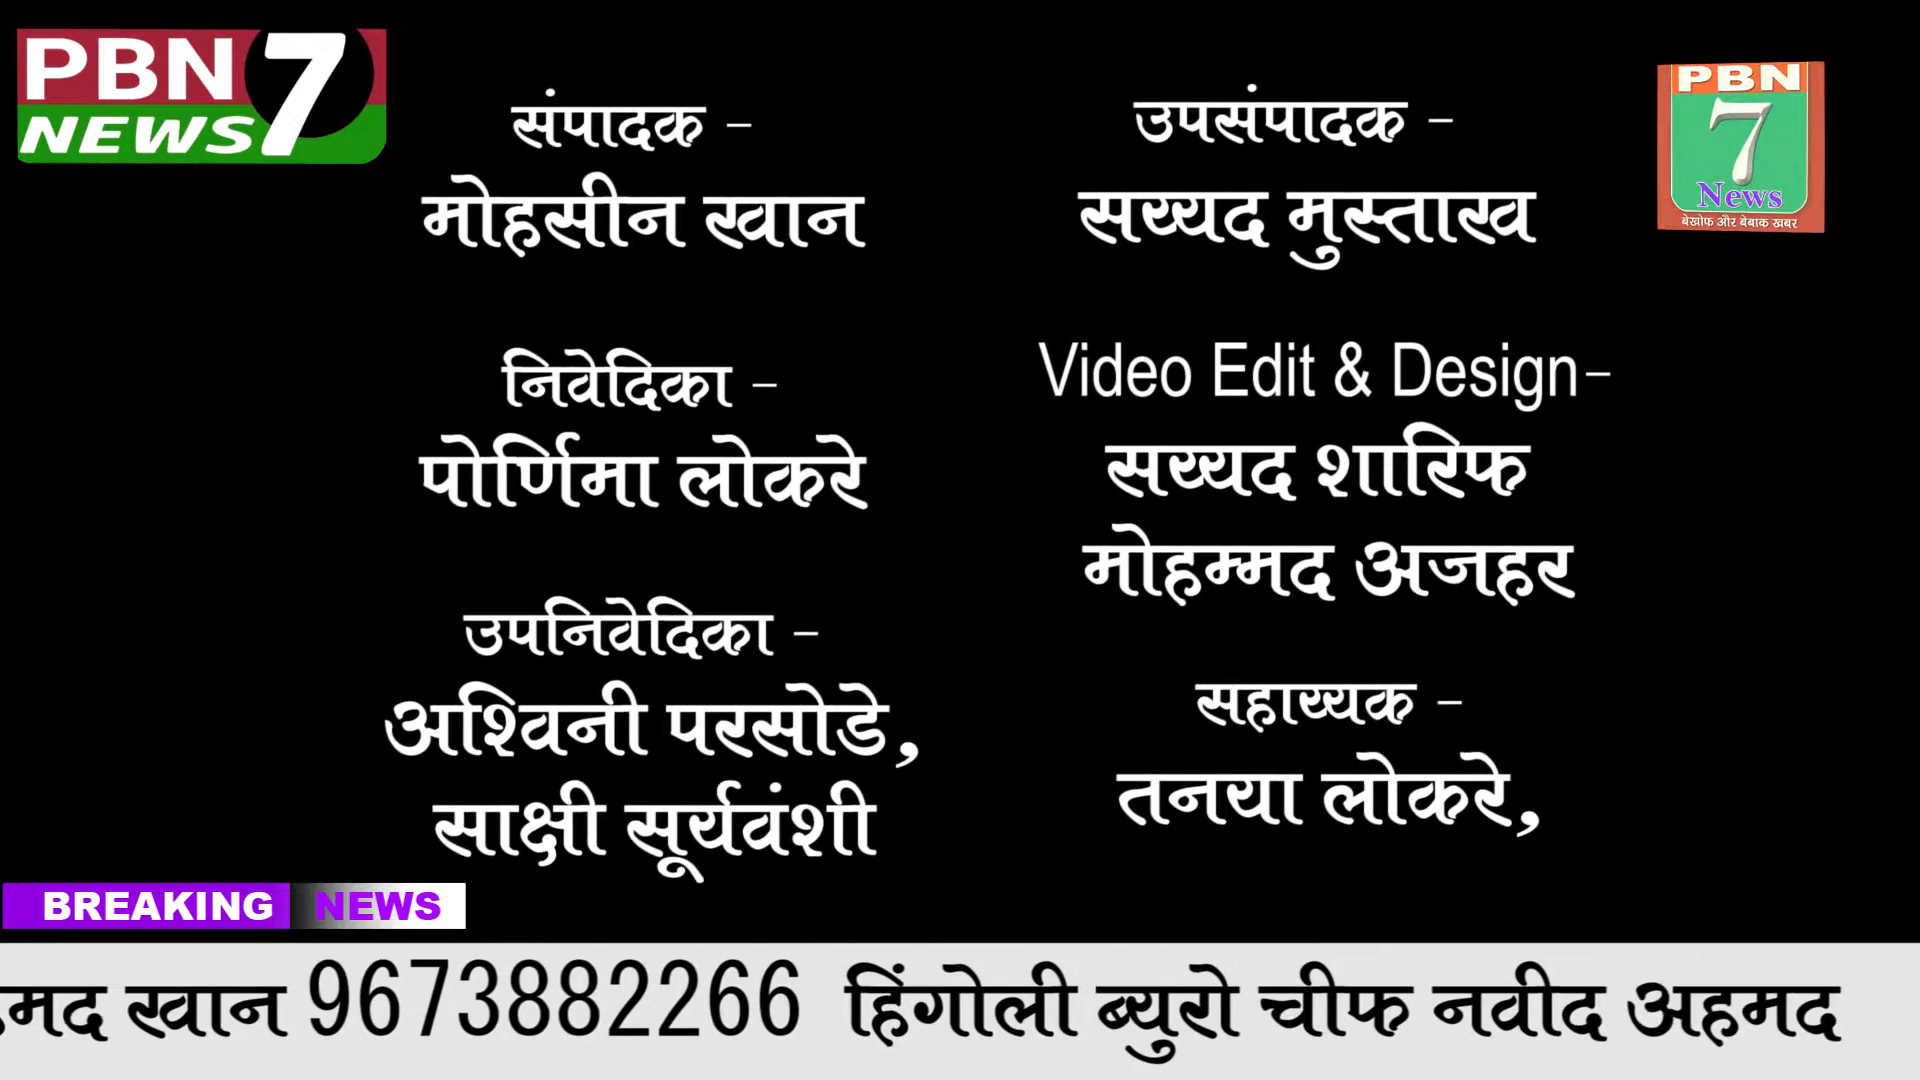 PBN 7
NEWS
संपादक -
मोहसीन खान
निवेदिका -
पोर्णिमा लोकरे
उपनिवेदिका -
अश्विनी परसोडे,
साक्षी सूर्यवंशी
उपसंपादक -
सय्यद मुस्ताख
Video Edit & Design-
सय्यद शारिफ
मोहम्मद अजहर
सहाय्यक -
तनया लोकरे,
PBN
7
News
बेखोफ और बेबाक खबर
BREAKING NEWS
मद खान 9673882266 हिंगोली ब्युरो चीफ नवीद अहमद